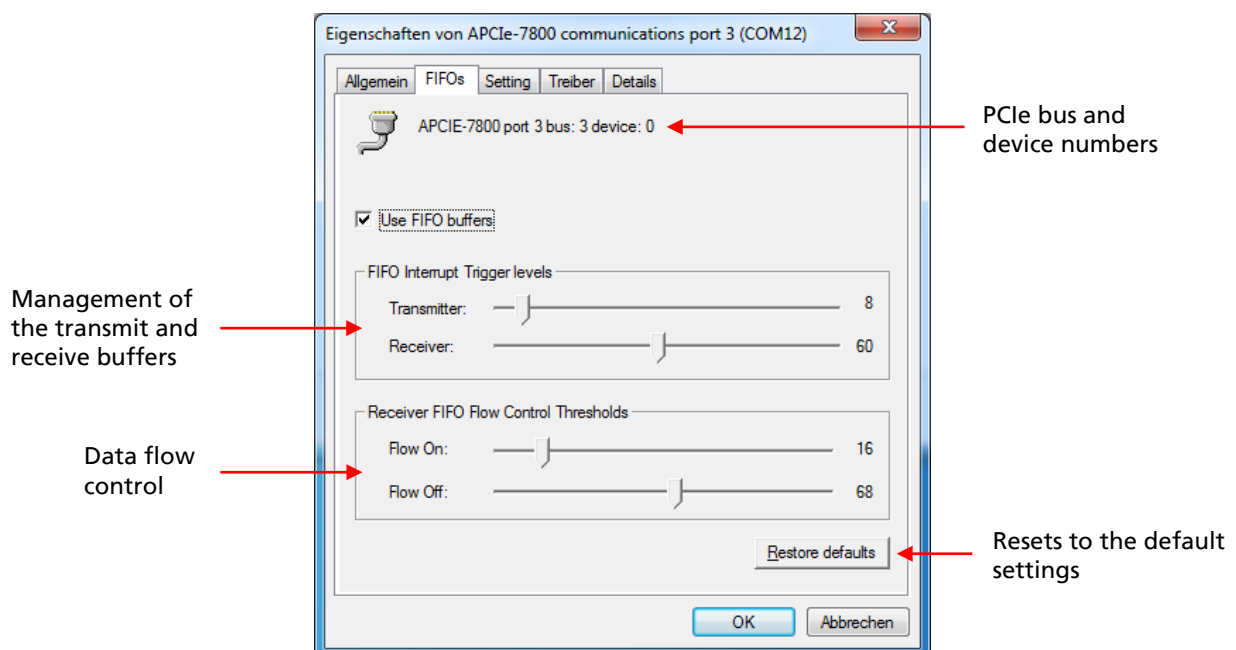 Eigenschaften von APCIe-7800 communications port 3 (COM12)
Allgemein FIFOs Setting Treiber Details
APCIE-7800 port 3 bus: 3 device: 0
PCIe bus and
device numbers
Use FIFO buffers
FIFO Interrupt Trigger levels
Transmitter: 8
Receiver: 60
Management of
the transmit and
receive buffers
Receiver FIFO Flow Control Thresholds
Flow On: 16
Flow Off: 68
Data flow
control
Restore defaults
Resets to the default
settings
OK Abbrechen